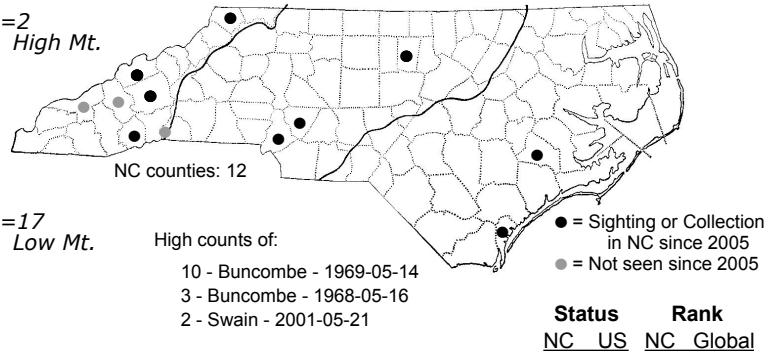 =2
High Mt.
NC counties: 12
=17
Low Mt.
High counts of:
10 - Buncombe - 1969-05-14
3 - Buncombe - 1968-05-16
2 - Swain - 2001-05-21
= Sighting or Collection
in NC since 2005
= Not seen since 2005
Status Rank
NC US NC Global